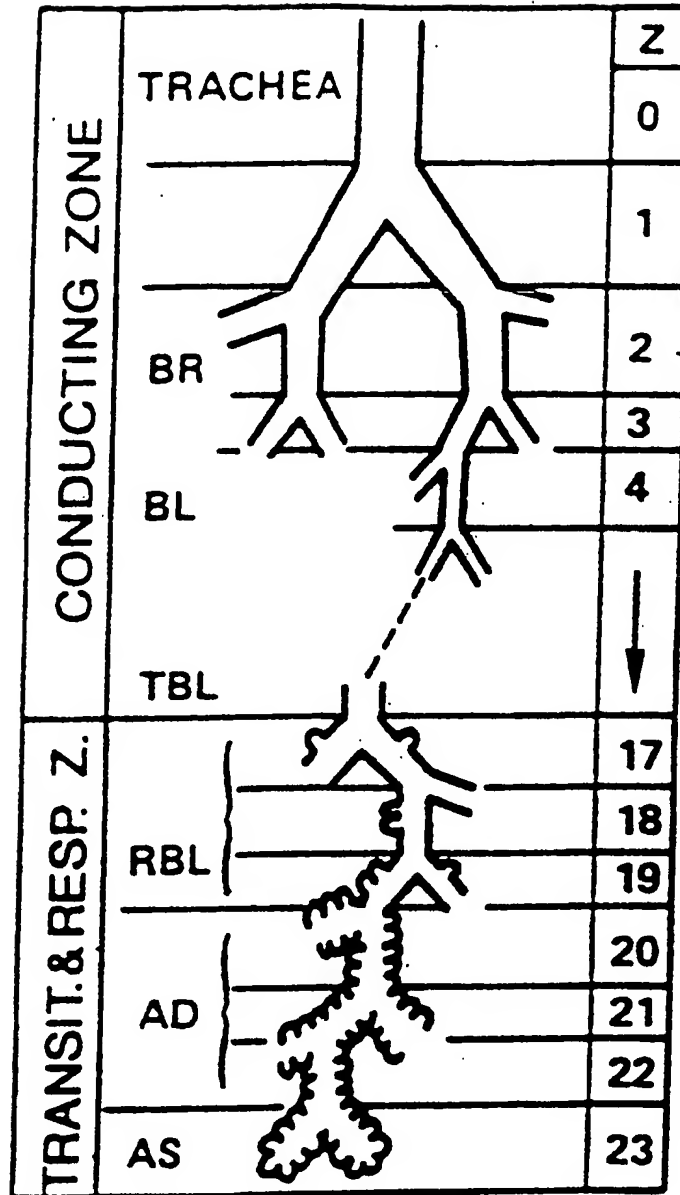 Z
TRACHEA
0
CONDUCTING ZONE
1
BR
2
3
BL
4
TBL
TRANSIT. & RESP. Z.
17
18
RBL
19
20
AD
21
22
AS
23